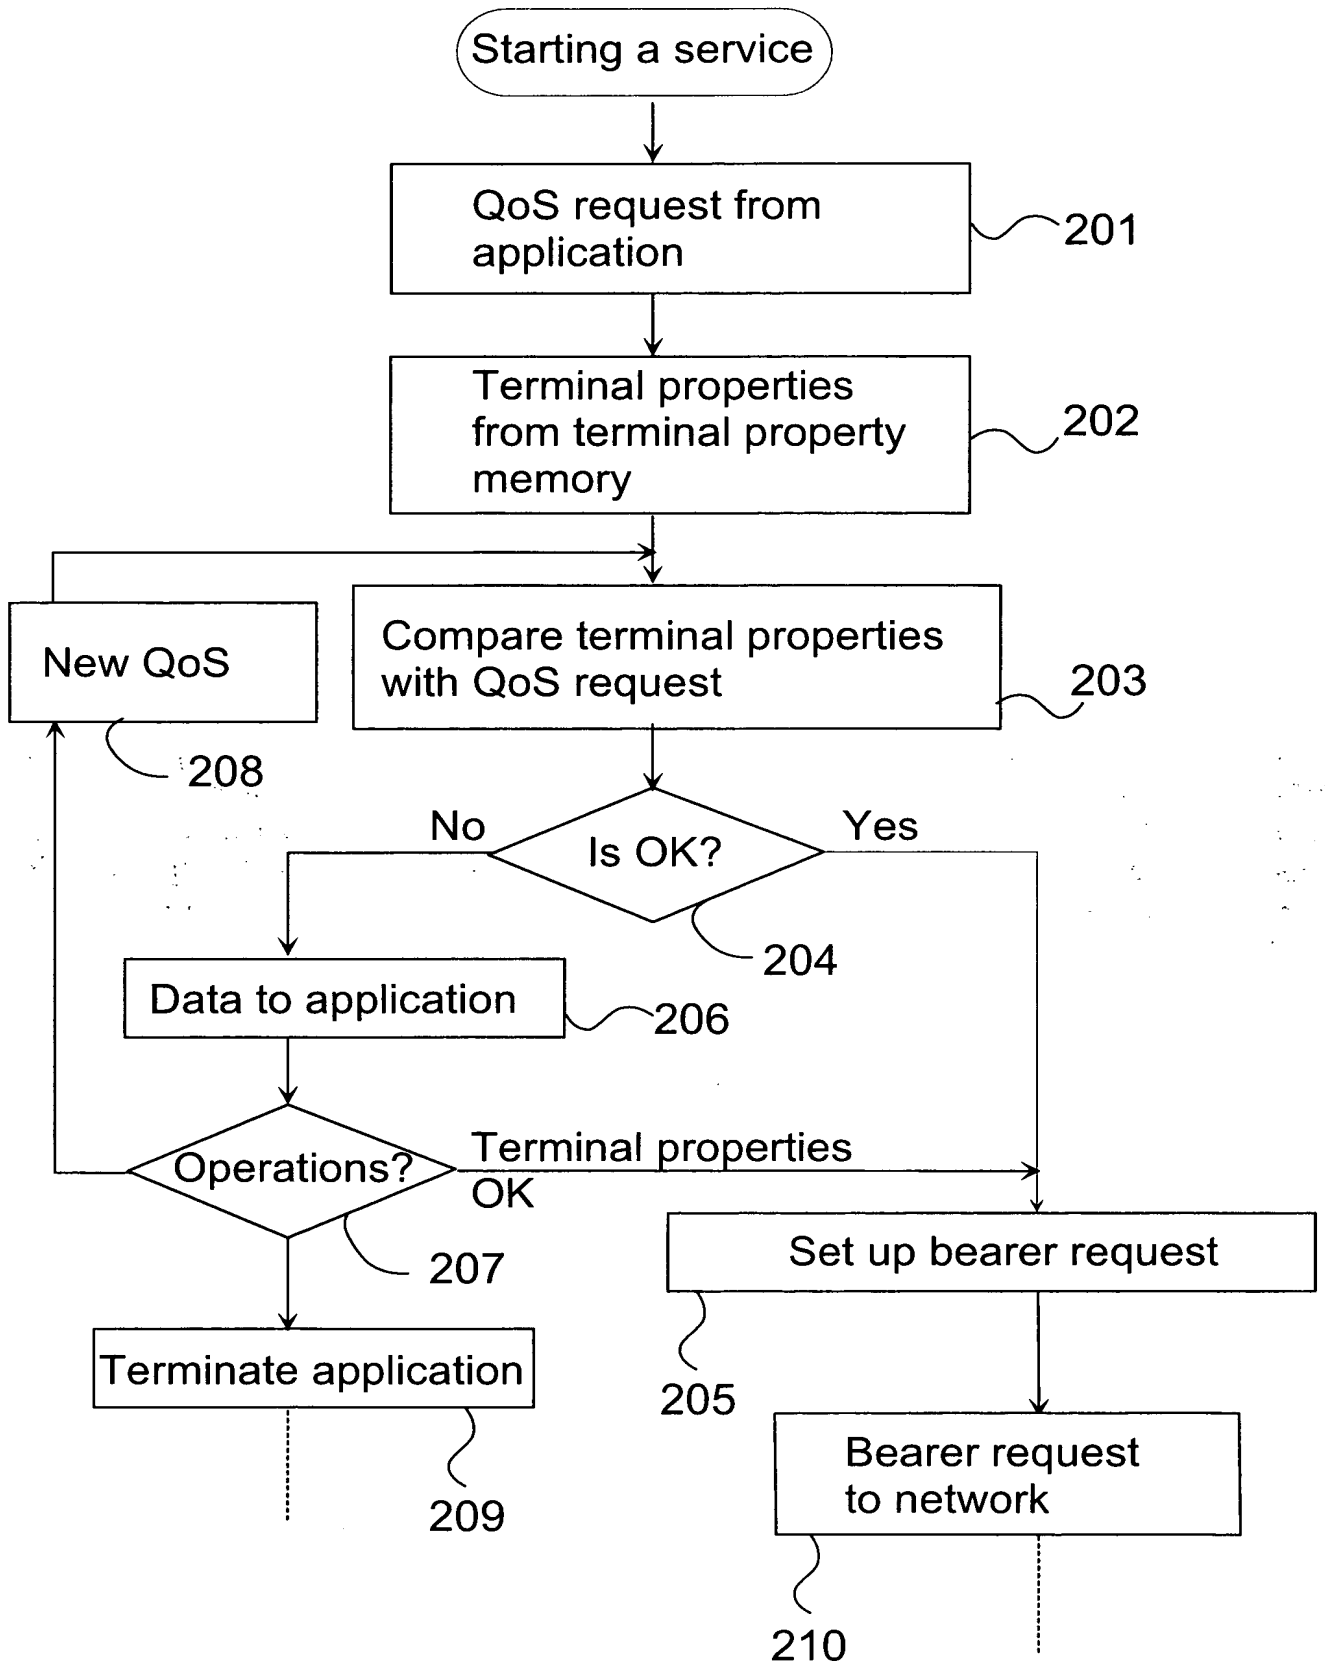 Starting a service
QoS request from
application
201
Terminal properties
from terminal property
memory
202
New QoS
208
Compare terminal properties
with QoS request
203
No
Is OK?
Yes
204
Data to application
206
Operations?
Terminal properties
OK
207
Set up bearer request
205
Terminate application
209
Bearer request
to network
210